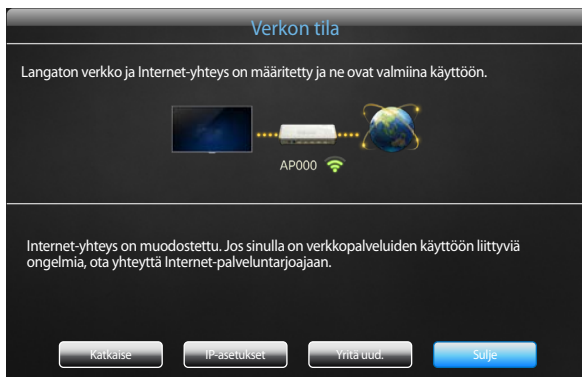 Verkon tila
Langaton verkko ja Internet-yhteys on määritetty ja ne ovat valmiina käyttöön.
AP000
Internet-yhteys on muodostettu. Jos sinulla on verkkopalveluiden käyttöön liittyviä
ongelmia, ota yhteyttä Internet-palveluntarjoajaan.
Katkaise IP-asetukset Yritä uud. Sulje